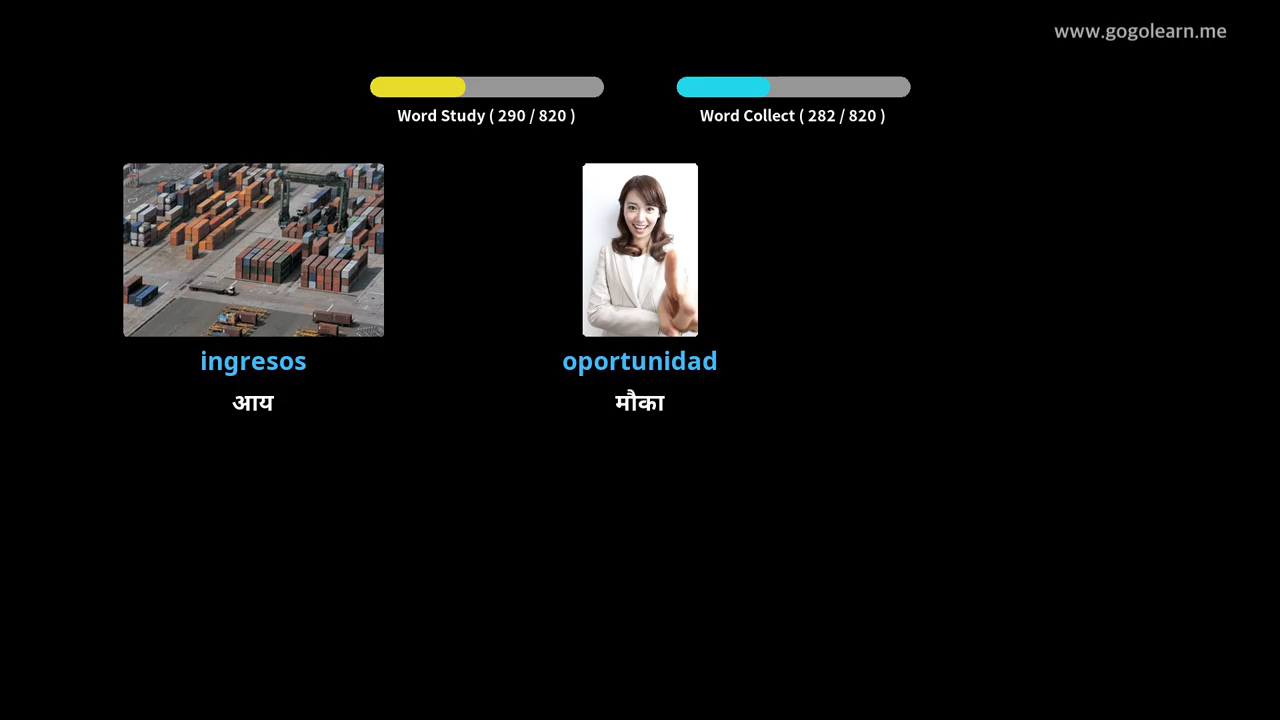 www.gogolearn.me
Word Study ( 290 / 820 )
Word Collect ( 282 / 820 )
ingresos
आय
oportunidad
मौका